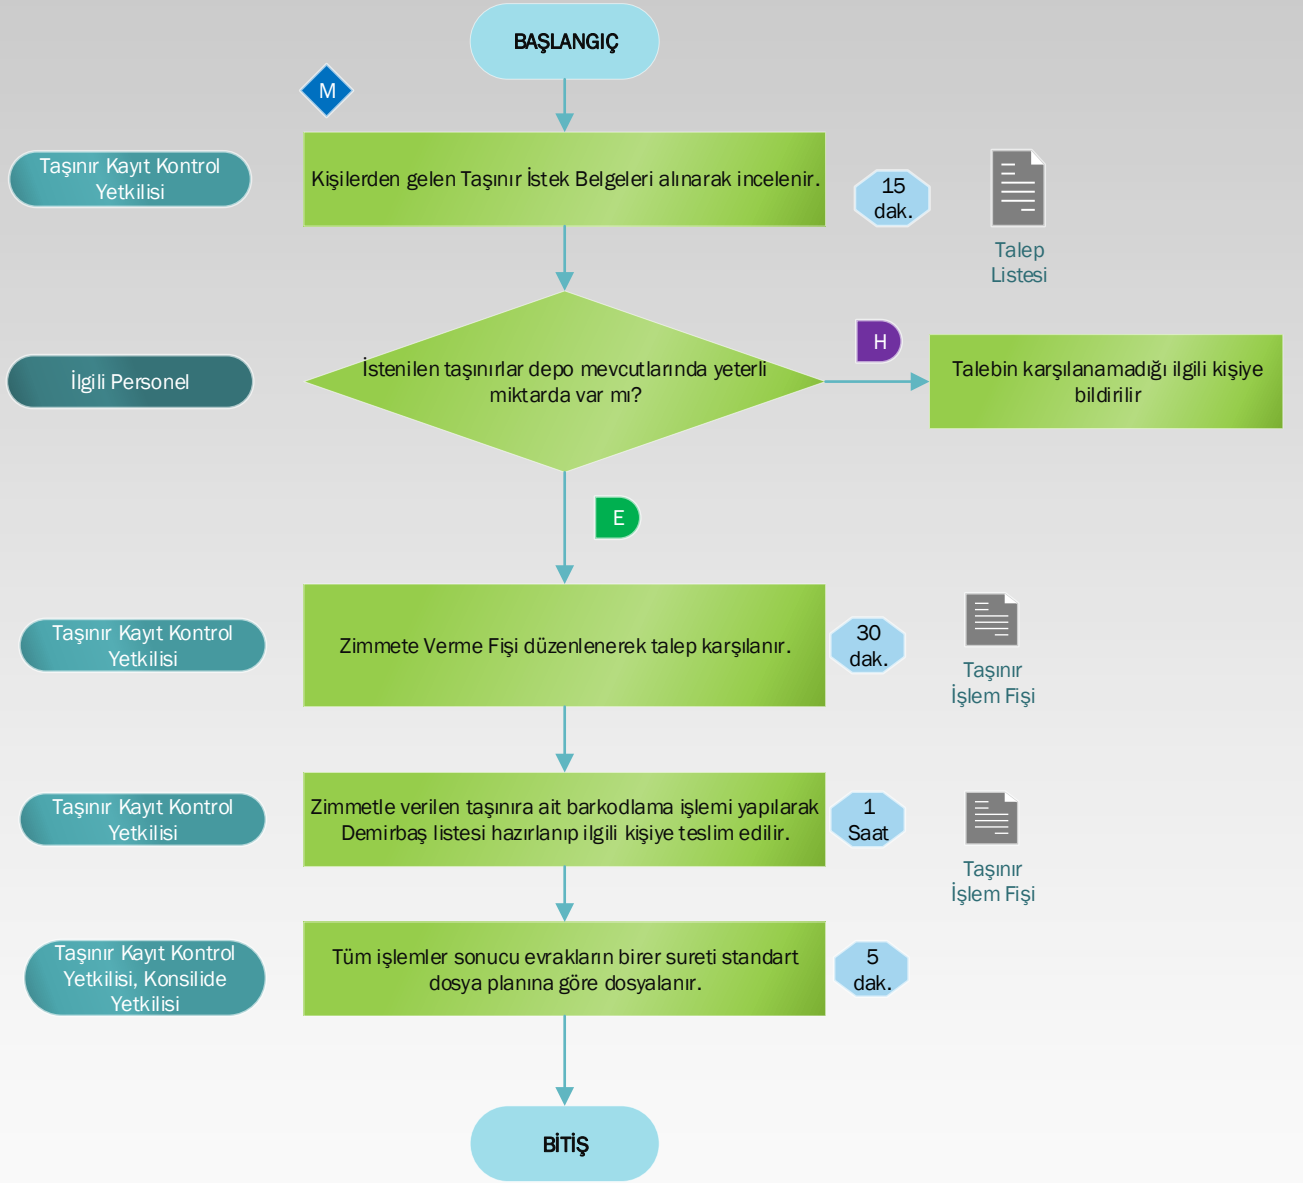 BAŞLANGIÇ
M
Taşınır Kayıt Kontrol
Yetkilisi
Kişilerden gelen Taşınır İstek Belgeleri alınarak incelenir.
15
dak.
Talep
Listesi
İlgili Personel
İstenilen taşınırlar depo mevcutlarında yeterli
miktarda var mı?
H
Talebin karşılanamadığı ilgili kişiye
bildirilir
E
Taşınır Kayıt Kontrol
Yetkilisi
Zimmete Verme Fişi düzenlenerek talep karşılanır.
30
dak.
Taşınır
İşlem Fişi
Taşınır Kayıt Kontrol
Yetkilisi
Zimmetle verilen taşınıra ait barkodlama işlemi yapılarak
Demirbaş listesi hazırlanıp ilgili kişiye teslim edilir.
1
Saat
Taşınır
İşlem Fişi
Taşınır Kayıt Kontrol
Yetkilisi, Konsilide
Yetkilisi
Tüm işlemler sonucu evrakların birer sureti standart
dosya planına göre dosyalanır.
5
dak.
BİTİŞ